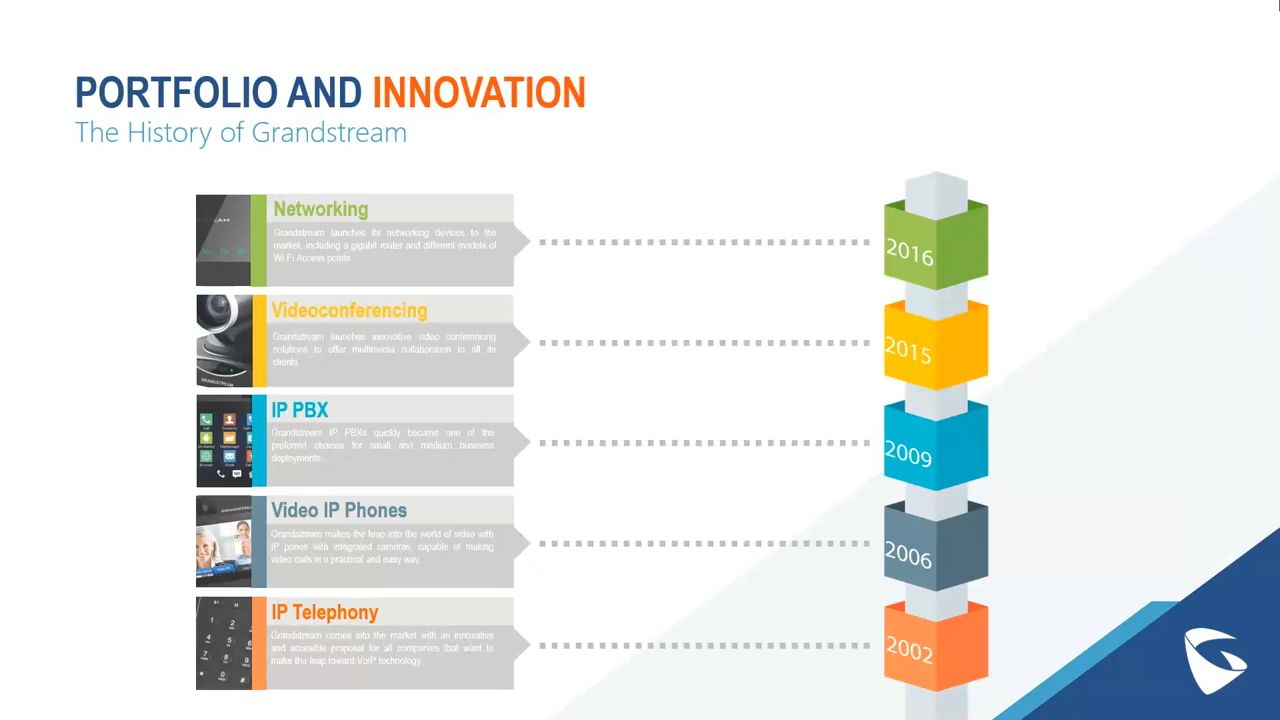 PORTFOLIO AND INNOVATION
The History of Grandstream
Networking
Grandstream launches its networking devices to the
market, including a gigabit router and different models of
Wi-Fi Access points.
2016
Videoconferencing
Grandstream launches innovative video conferencing
solutions to offer multimedia collaboration to all its
clients.
GRANDSTREAM
2015
IP PBX
Grandstream IP PBXs quickly became one of the
preferred choices for small and medium business
deployments.
2009
Video IP Phones
Grandstream makes the leap into the world of video with
IP pones with integrated cameras, capable of making
video calls in a practical and easy way.
2006
IP Telephony
Grandstream comes into the market with an innovative
and accesible proposal for all companies that want to
make the leap toward VoIP technology.
2002